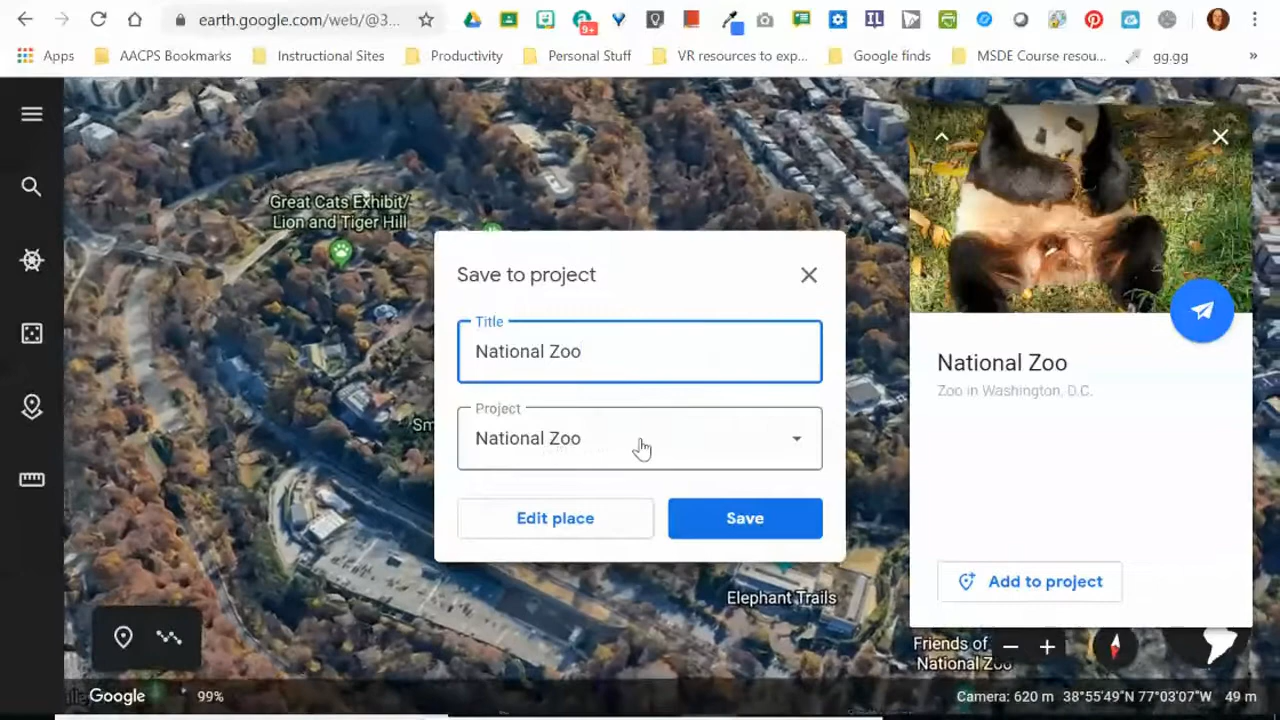 earth.google.com/web/@3...
9+
Apps
AACPS Bookmarks
Instructional Sites
Productivity
Personal Stuff
VR resources to exp...
Google finds
MSDE Course resou...
gg.gg
»
Great Cats Exhibit/
Lion and Tiger Hill
Save to project
Title
National Zoo
Project
National Zoo
Edit place
Save
Sm
Elephant Trails
National Zoo
Zoo in Washington, D.C.
Add to project
Friends of
National Zoo
Google
99%
Camera: 620 m 38°55'49"N 77°03'07"W 49 m